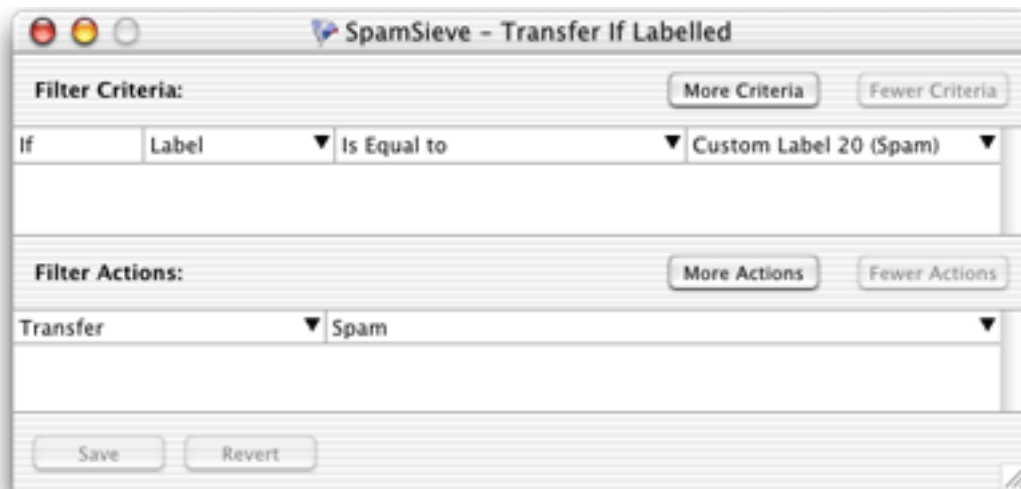 SpamSieve – Transfer If Labelled
Filter Criteria: More Criteria Fewer Criteria
If Label Is Equal to Custom Label 20 (Spam)
Filter Actions: More Actions Fewer Actions
Transfer Spam
Save Revert